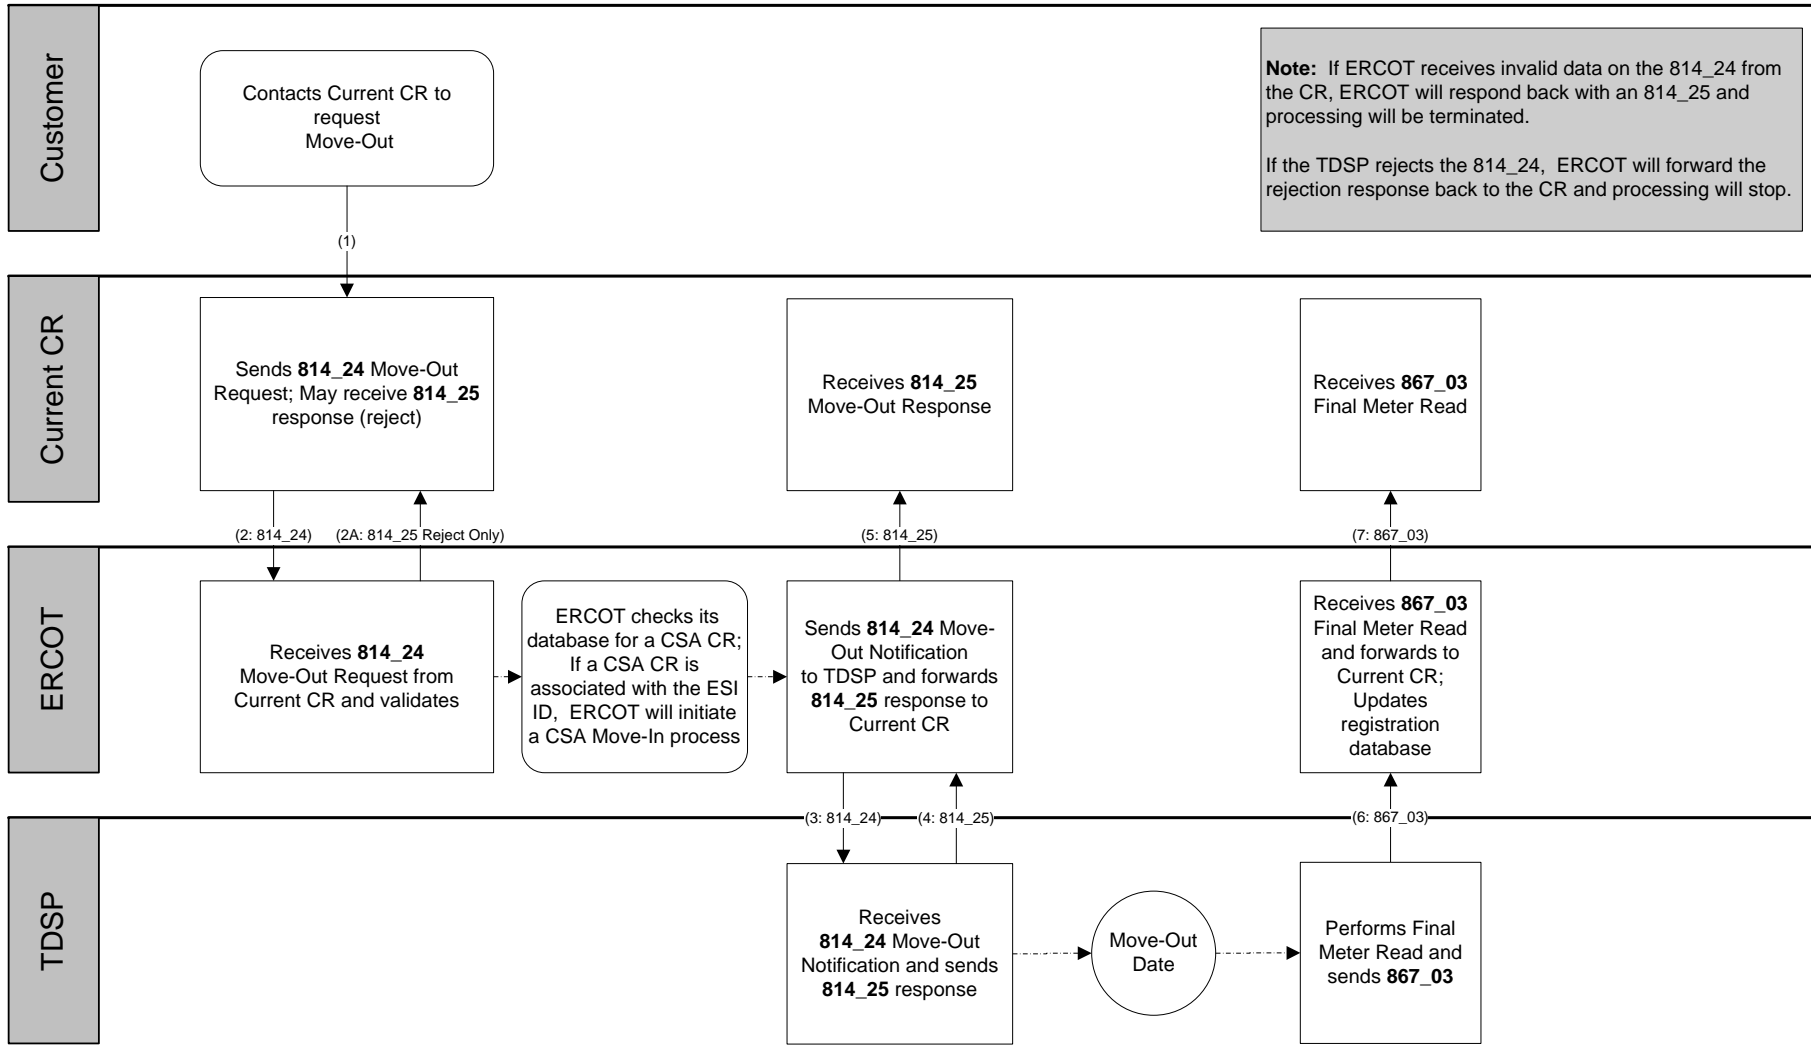 Customer
Contacts Current CR to
request
Move-Out
Note: If ERCOT receives invalid data on the 814_24 from
the CR, ERCOT will respond back with an 814_25 and
processing will be terminated.
If the TDSP rejects the 814_24, ERCOT will forward the
rejection response back to the CR and processing will stop.
(1)
Current CR
Sends 814_24 Move-Out
Request; May receive 814_25
response (reject)
Receives 814_25
Move-Out Response
Receives 867_03
Final Meter Read
(2: 814_24)
(2A: 814_25 Reject Only)
(5: 814_25)
(7: 867_03)
ERCOT
Receives 814_24
Move-Out Request from
Current CR and validates
ERCOT checks its
database for a CSA CR;
If a CSA CR is
associated with the ESI
ID, ERCOT will initiate
a CSA Move-In process
Sends 814_24 Move-
Out Notification
to TDSP and forwards
814_25 response to
Current CR
Receives 867_03
Final Meter Read
and forwards to
Current CR;
Updates
registration
database
(3: 814_24)
(4: 814_25)
(6: 867_03)
TDSP
Receives
814_24 Move-Out
Notification and sends
814_25 response
Move-Out
Date
Performs Final
Meter Read and
sends 867_03